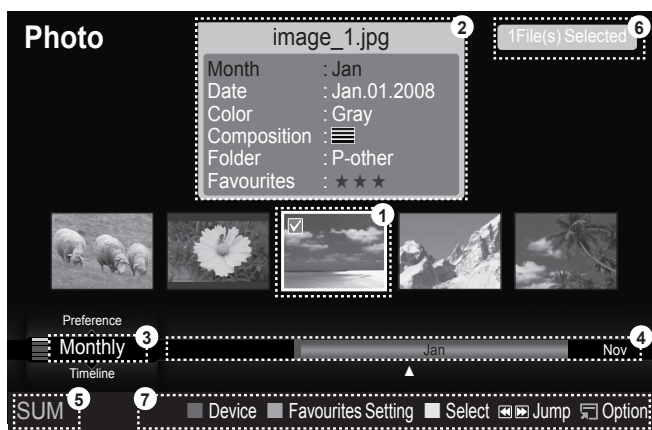 Photo
image_1.jpg
2
1File(s) Selected
6
Month : Jan
Date : Jan.01.2008
Color : Gray
Composition :
Folder : P-other
Favourites : ★★★
1
Preference
Monthly
3
Jan
Nov
4
Timeline
SUM
5
7
Device
Favourites Setting
Select
Jump
Option